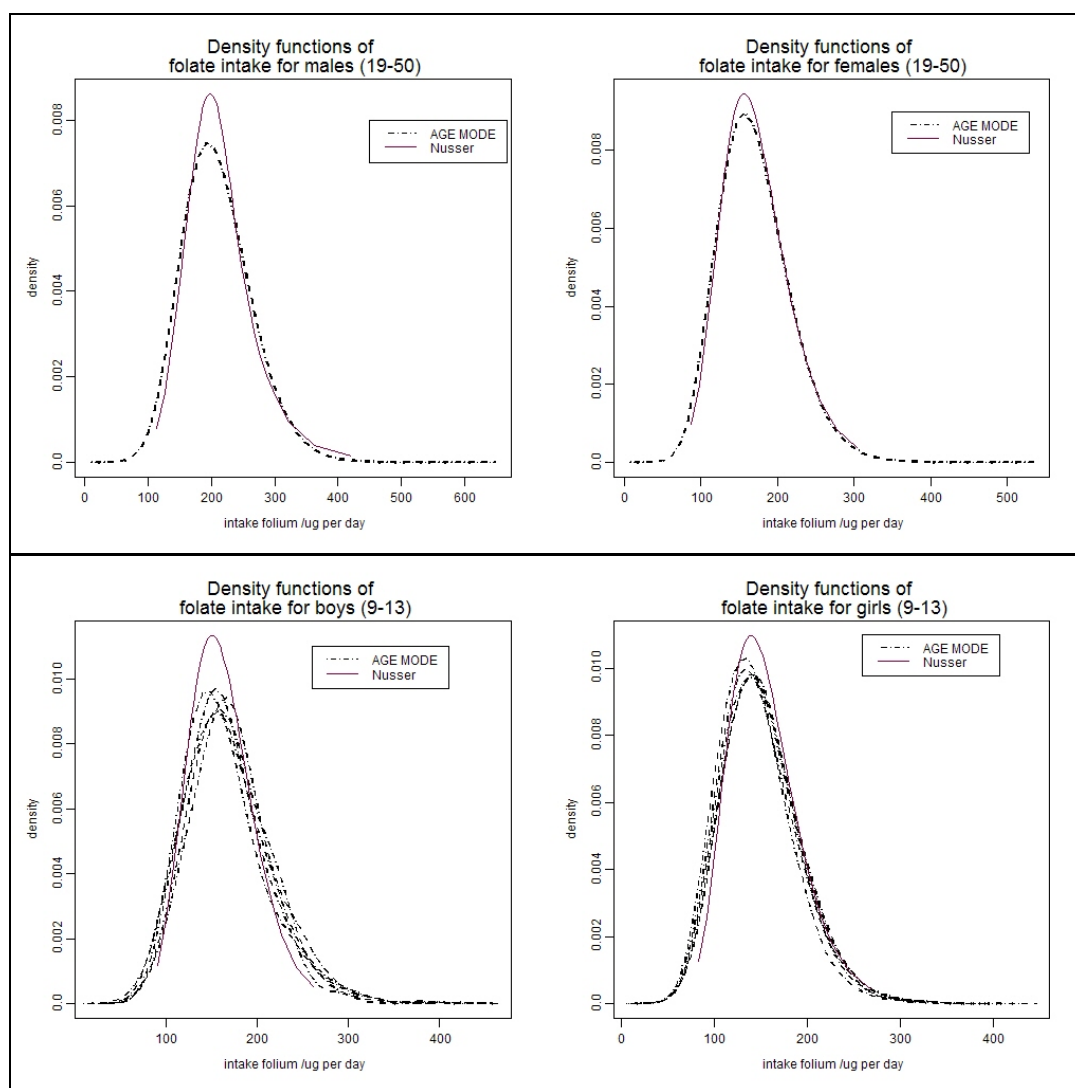 Density functions of
folate intake for males (19-50)
AGE MODE
Nusser
density
0.0
0.002
0.004
0.006
0.008
0
100
200
300
400
500
600
intake folium /ug per day
Density functions of
folate intake for females (19-50)
AGE MODE
Nusser
density
0.0
0.002
0.004
0.006
0.008
0
100
200
300
400
500
intake folium /ug per day
Density functions of
folate intake for boys (9-13)
AGE MODE
Nusser
density
0.0
0.002
0.004
0.006
0.008
0.010
100
200
300
400
intake folium /ug per day
Density functions of
folate intake for girls (9-13)
AGE MODE
Nusser
density
0.0
0.002
0.004
0.006
0.008
0.010
0
100
200
300
400
intake folium /ug per day